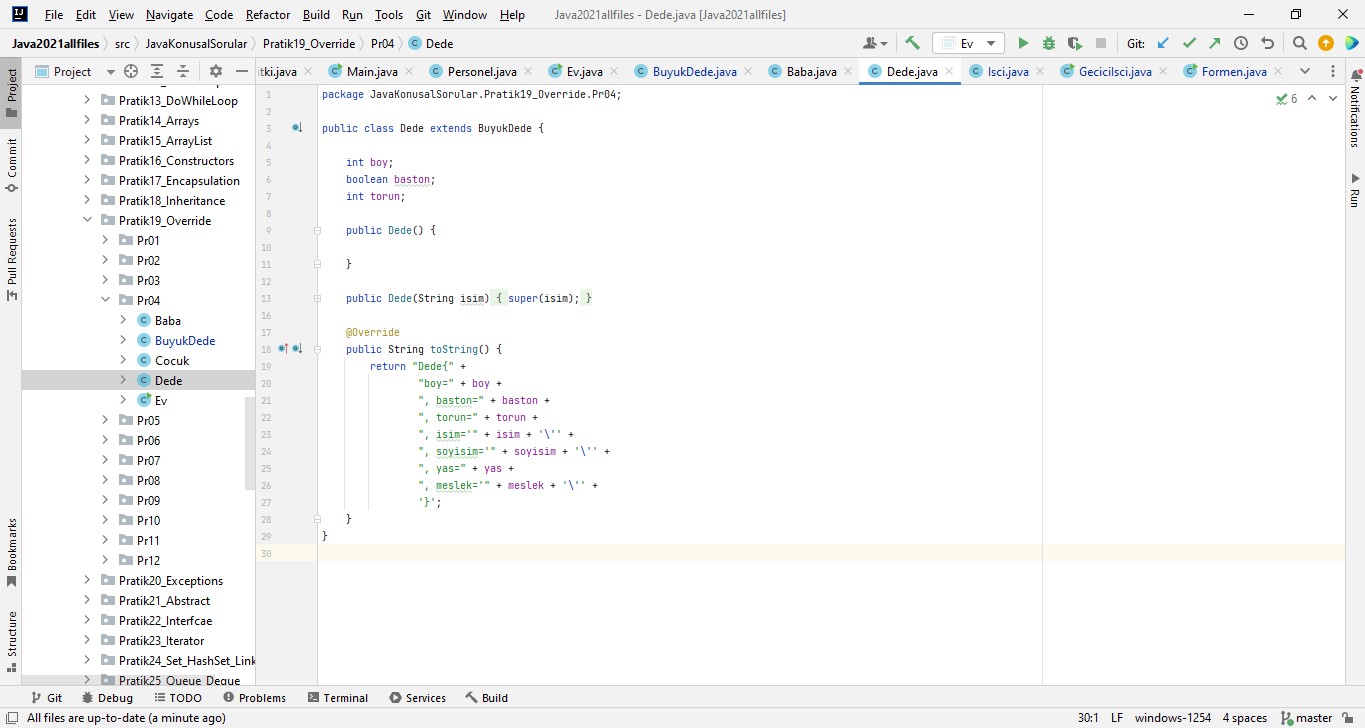 File Edit View Navigate Code Refactor Build Run Tools Git Window Help Java2021allfiles - Dede.java [Java2021allfiles]
Java2021allfiles src JavaKonusalSorular Pratik19_Override Pr04 Dede Ev Git:
Project itki.java Main.java Personel.java Ev.java BuyukDede.java Baba.java Dede.java Isci.java GeciciIsci.java Formen.java
Project
Commit
Pull Requests
Bookmarks
Structure
Pratik13_DoWhileLoop
Pratik14_Arrays
Pratik15_ArrayList
Pratik16_Constructors
Pratik17_Encapsulation
Pratik18_Inheritance
Pratik19_Override
Pr01
Pr02
Pr03
Pr04
Baba
BuyukDede
Cocuk
Dede
Ev
Pr05
Pr06
Pr07
Pr08
Pr09
Pr10
Pr11
Pr12
Pratik20_Exceptions
Pratik21_Abstract
Pratik22_Interfcae
Pratik23_Iterator
Pratik24_Set_HashSet_Link
Pratik25_Queue_Deque
1 package JavaKonusalSorular.Pratik19_Override.Pr04;
2
3 public class Dede extends BuyukDede {
4
5 int boy;
6 boolean baston;
7 int torun;
8
9 public Dede() {
10
11 }
12
13 public Dede(String isim) { super(isim); }
16
17 @Override
18 public String toString() {
19 return "Dede{" +
20 "boy=" + boy +
21 ", baston=" + baston +
22 ", torun=" + torun +
23 ", isim='" + isim + '\'' +
24 ", soyisim='" + soyisim + '\'' +
25 ", yas=" + yas +
26 ", meslek='" + meslek + '\'' +
27 '}';
28 }
29 }
30
6
Notifications
Run
Git Debug TODO Problems Terminal Services Build
All files are up-to-date (a minute ago) 30:1 LF windows-1254 4 spaces master